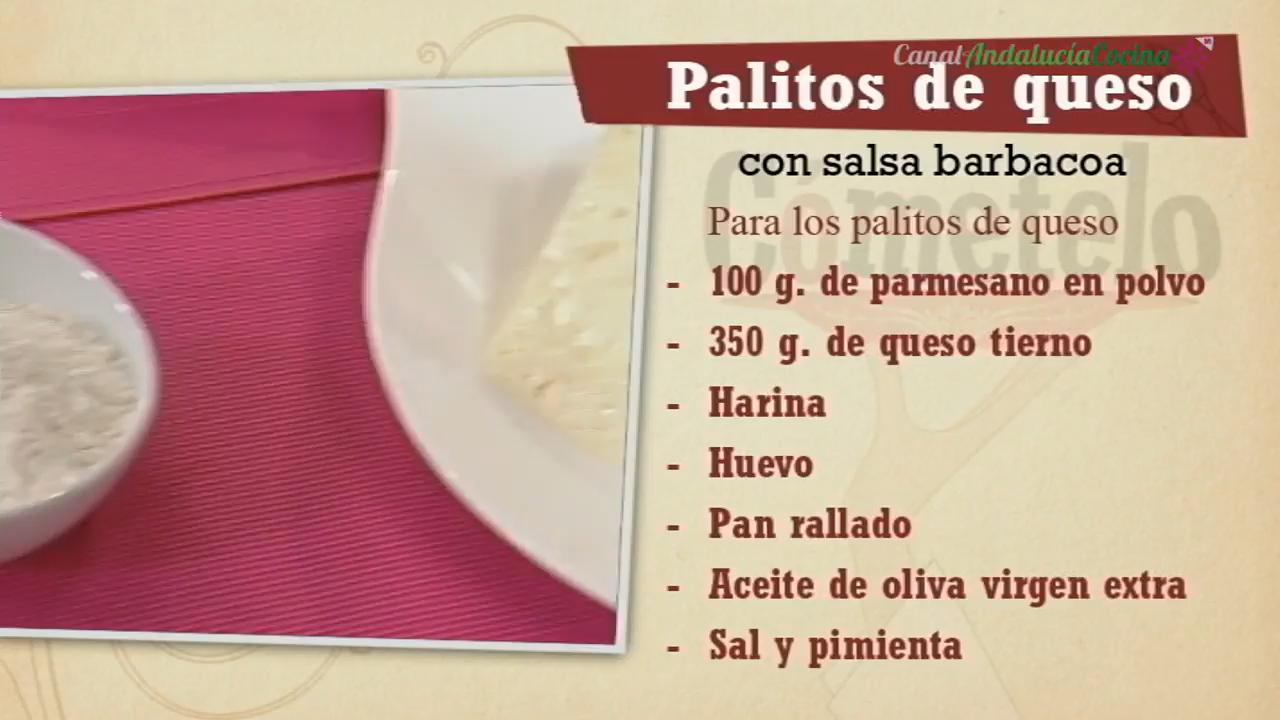 CanalAndalucíaCocina
Palitos de queso
con salsa barbacoa
Cómetelo
Para los palitos de queso
- 100 g. de parmesano en polvo
- 350 g. de queso tierno
- Harina
- Huevo
- Pan rallado
- Aceite de oliva virgen extra
- Sal y pimienta